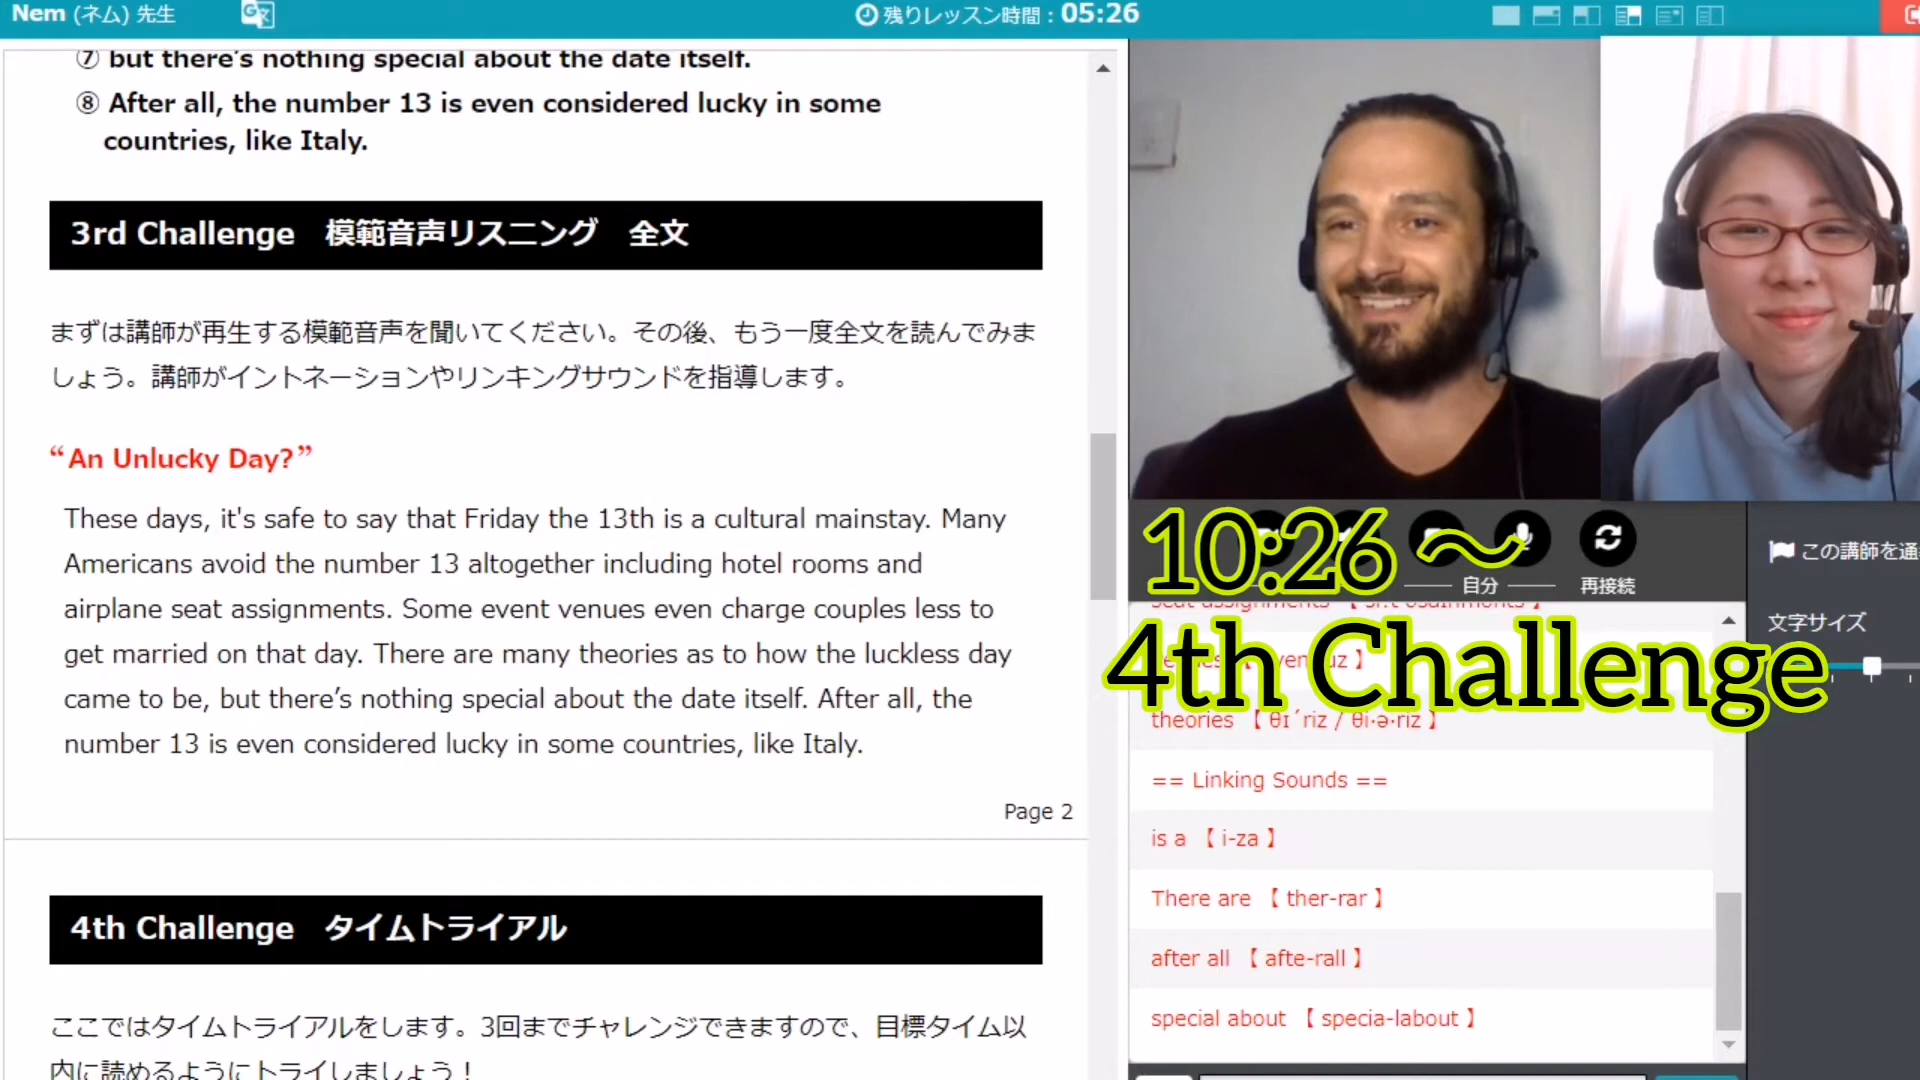 Nem (ネム) 先生
残りレッスン時間 : 05:26
⑦ but there's nothing special about the date itself.
⑧ After all, the number 13 is even considered lucky in some
countries, like Italy.
3rd Challenge 模範音声リスニング 全文
まずは講師が再生する模範音声を聞いてください。その後、もう一度全文を読んでみま
しょう。講師がイントネーションやリンキングサウンドを指導します。
“An Unlucky Day?”
These days, it's safe to say that Friday the 13th is a cultural mainstay. Many
Americans avoid the number 13 altogether including hotel rooms and
airplane seat assignments. Some event venues even charge couples less to
get married on that day. There are many theories as to how the luckless day
came to be, but there’s nothing special about the date itself. After all, the
number 13 is even considered lucky in some countries, like Italy.
Page 2
4th Challenge タイムトライアル
ここではタイムトライアルをします。3回までチャレンジできますので、目標タイム以
内に読めるようにトライしましょう！
10:26 〜
4th Challenge
自分
再接続
この講師を通
文字サイズ
seat assignments
theories 【 θɪˊriz / θi·ə·riz 】
== Linking Sounds ==
is a 【 i-za 】
There are 【 ther-rar 】
after all 【 afte-rall 】
special about 【 specia-labout 】